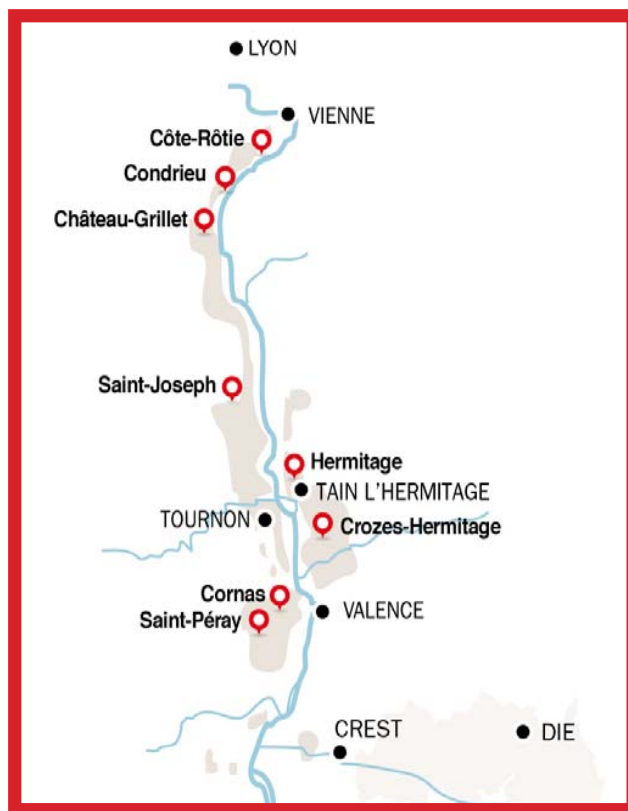 LYON
VIENNE
Côte-Rôtie
Condrieu
Château-Grillet
Saint-Joseph
Hermitage
TAIN L'HERMITAGE
TOURNON
Crozes-Hermitage
Cornas
Saint-Péray
VALENCE
CREST
DIE